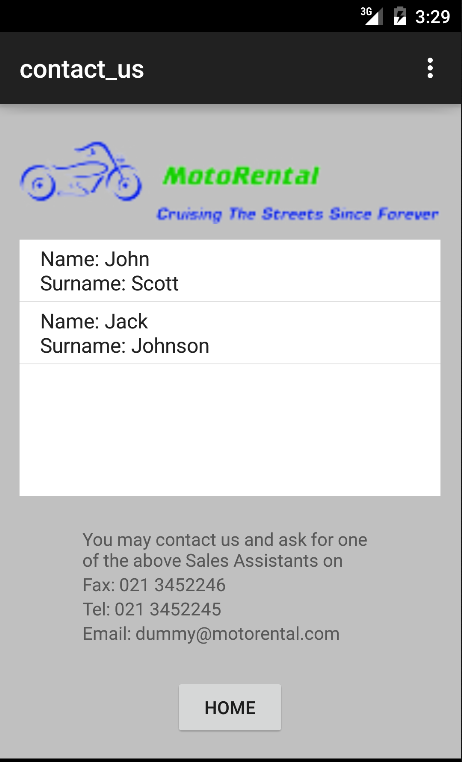 3G 3:29
contact_us
MotoRental
Cruising The Streets Since Forever
Name: John
Surname: Scott
Name: Jack
Surname: Johnson
You may contact us and ask for one
of the above Sales Assistants on
Fax: 021 3452246
Tel: 021 3452245
Email: dummy@motorental.com
HOME